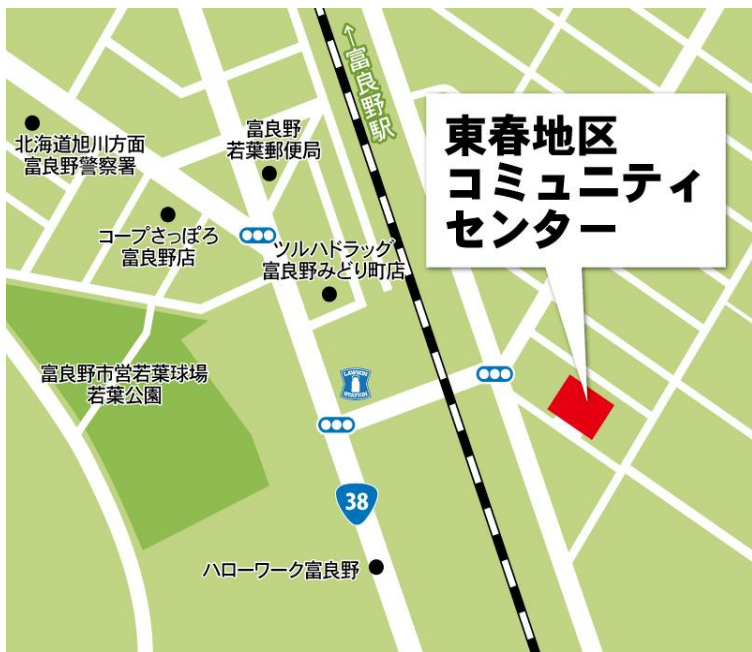 ←富良野駅
東春地区
コミュニティ
センター
北海道旭川方面
富良野警察署
富良野
若葉郵便局
コープさっぽろ
富良野店
ツルハドラッグ
富良野みどり町店
富良野市営若葉球場
若葉公園
LAWSON
STATION
38
ハローワーク富良野